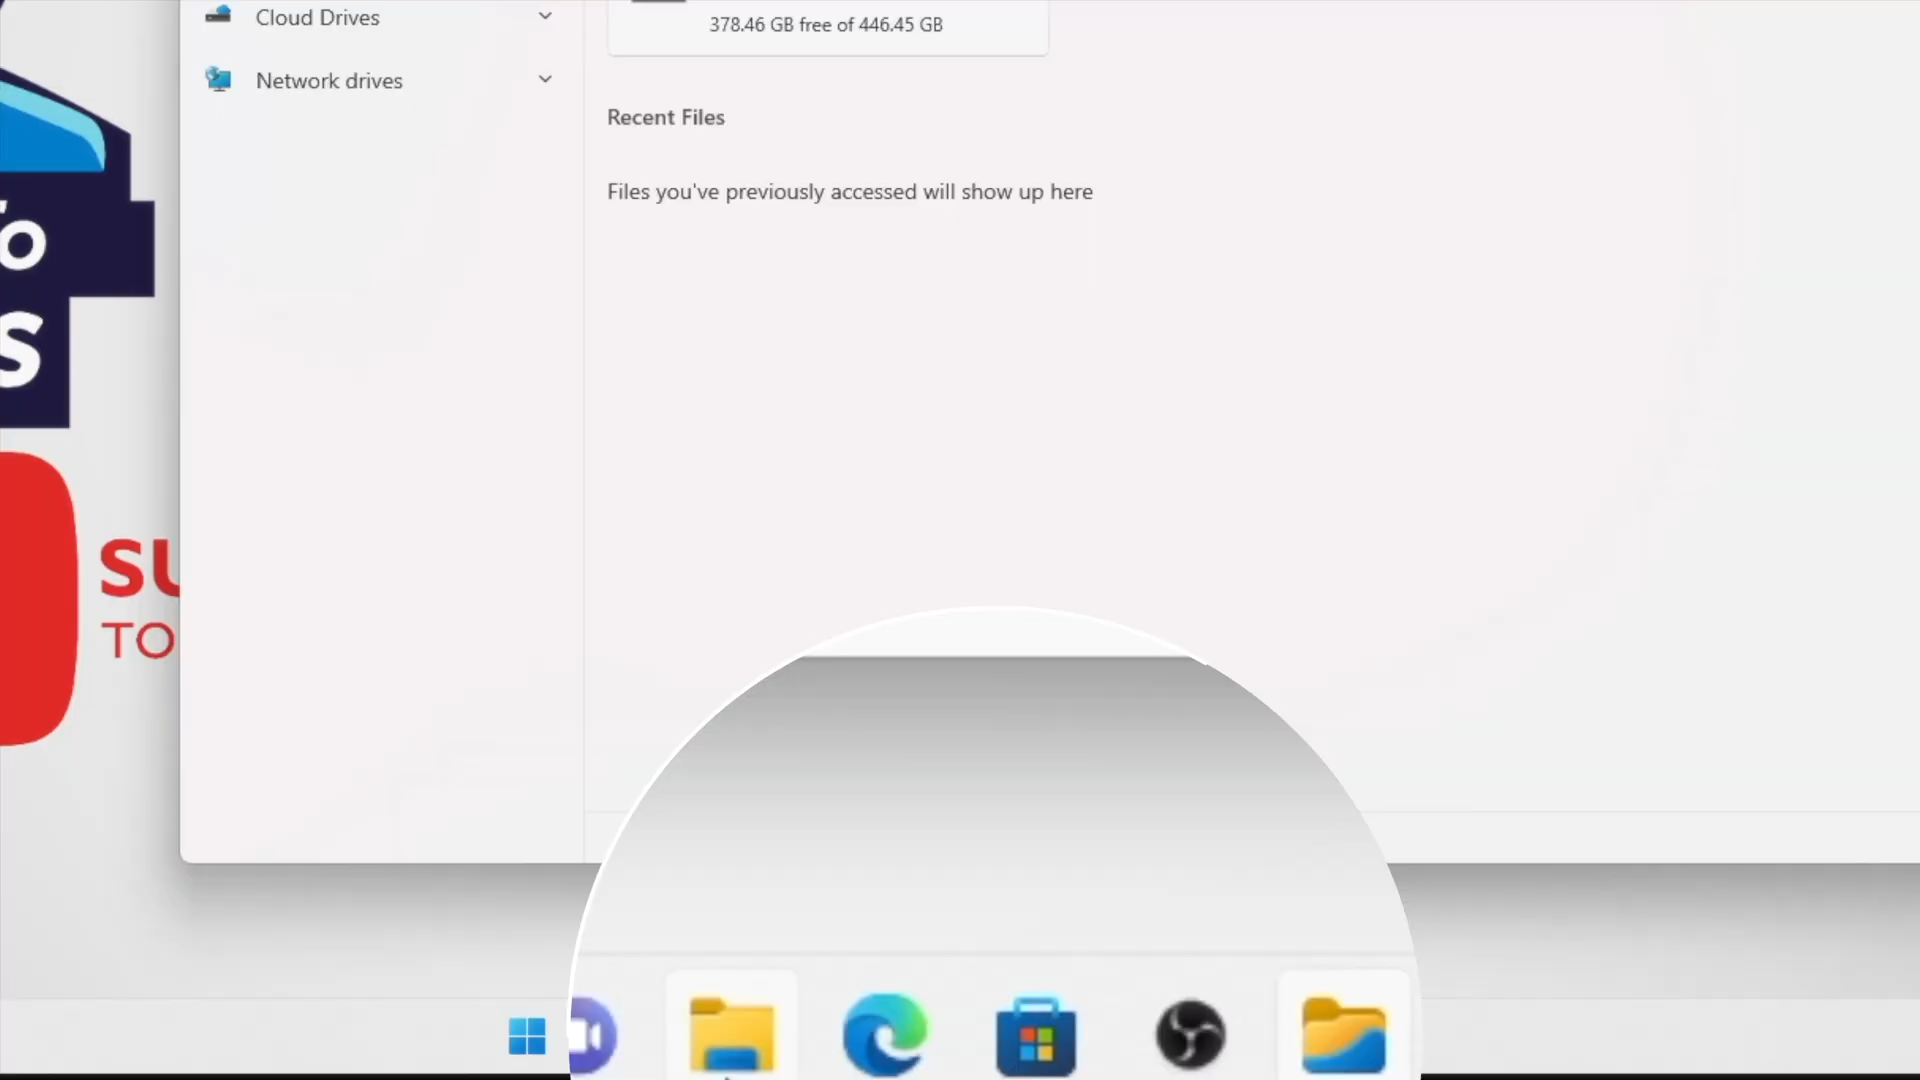 Cloud Drives
378.46 GB free of 446.45 GB
Network drives
Recent Files
Files you've previously accessed will show up here
To
S
SU
TO